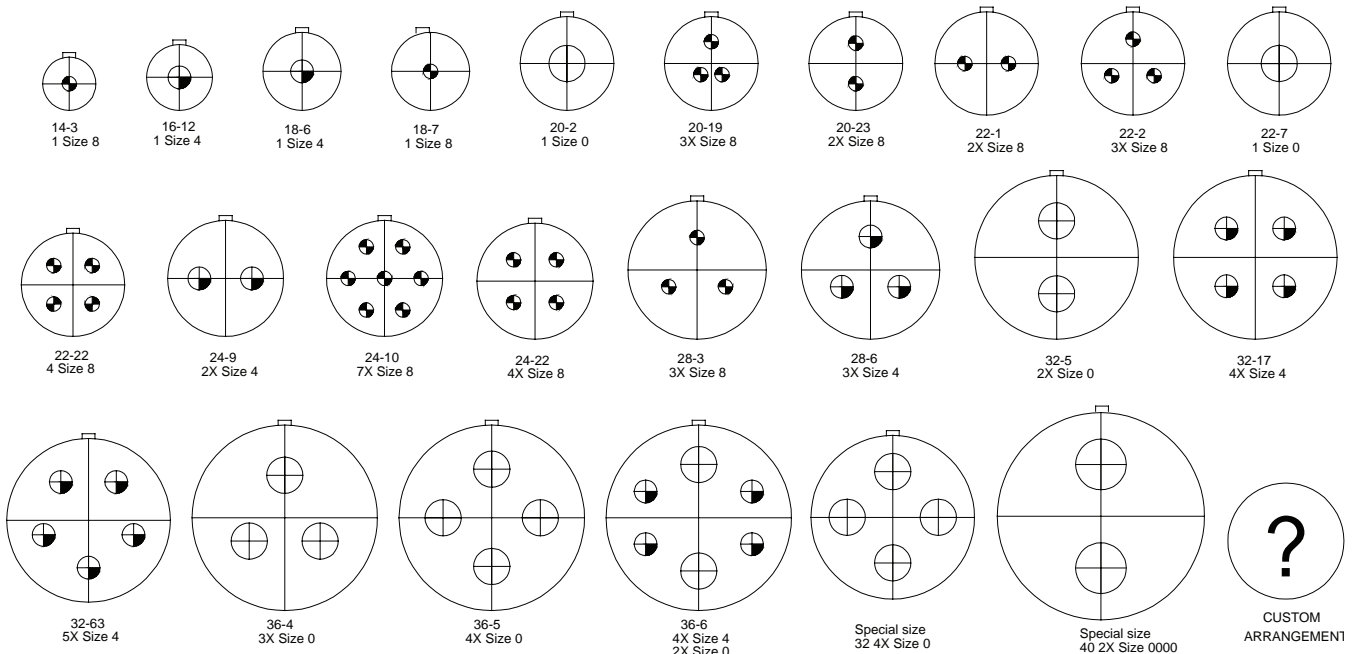 14-3
1 Size 8
16-12
1 Size 4
18-6
1 Size 4
18-7
1 Size 8
20-2
1 Size 0
20-19
3X Size 8
20-23
2X Size 8
22-1
2X Size 8
22-2
3X Size 8
22-7
1 Size 0
22-22
4 Size 8
24-9
2X Size 4
24-10
7X Size 8
24-22
4X Size 8
28-3
3X Size 8
28-6
3X Size 4
32-5
2X Size 0
32-17
4X Size 4
32-63
5X Size 4
36-4
3X Size 0
36-5
4X Size 0
36-6
4X Size 4
2X Size 0
Special size
32 4X Size 0
Special size
40 2X Size 0000
?
CUSTOM
ARRANGEMENT